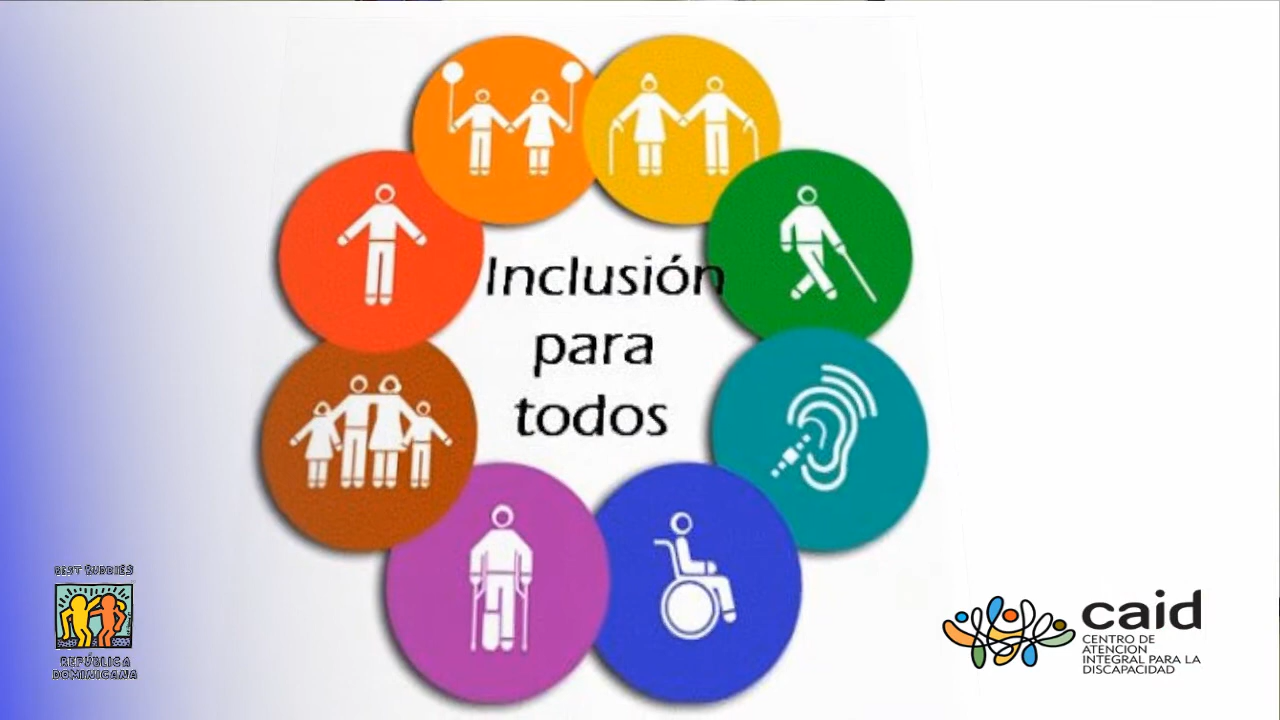 Inclusión
para
todos
BEST BUDDIES
REPÚBLICA
DOMINICANA
caid
CENTRO DE
ATENCION
INTEGRAL PARA LA
DISCAPACIDAD